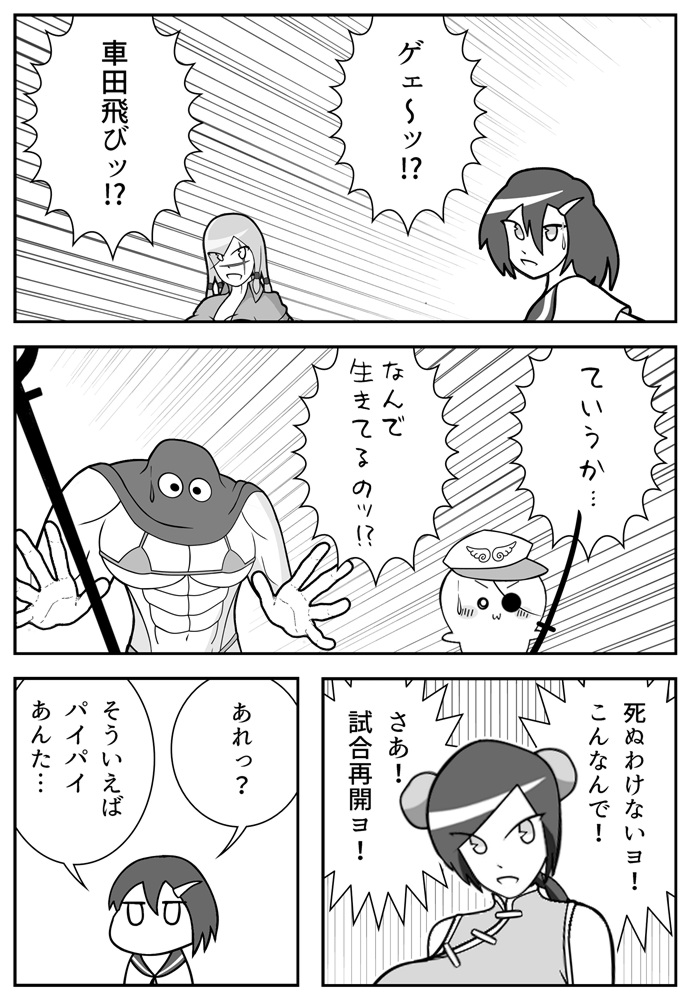 ゲェ〜ッ!?
車田飛びッ!?
ていうか…
なんで
生きてるのッ!?
死ぬわけないヨ！
こんなんで！
さあ！
試合再開ョ！
あれっ？
そういえば
パイパイ
あんた…